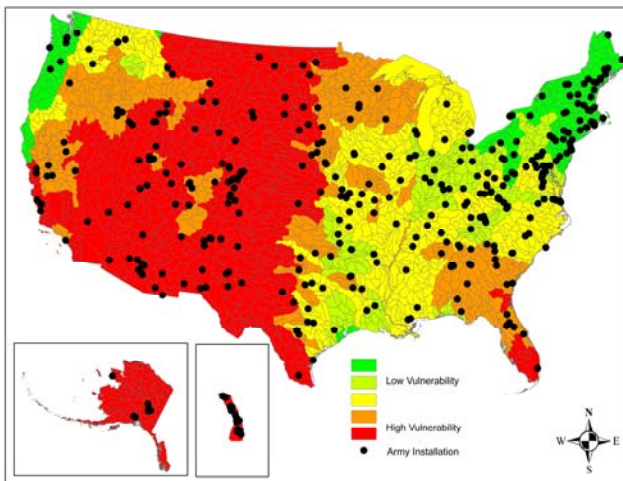 Low Vulnerability
High Vulnerability
Army Installation
N
W E
S